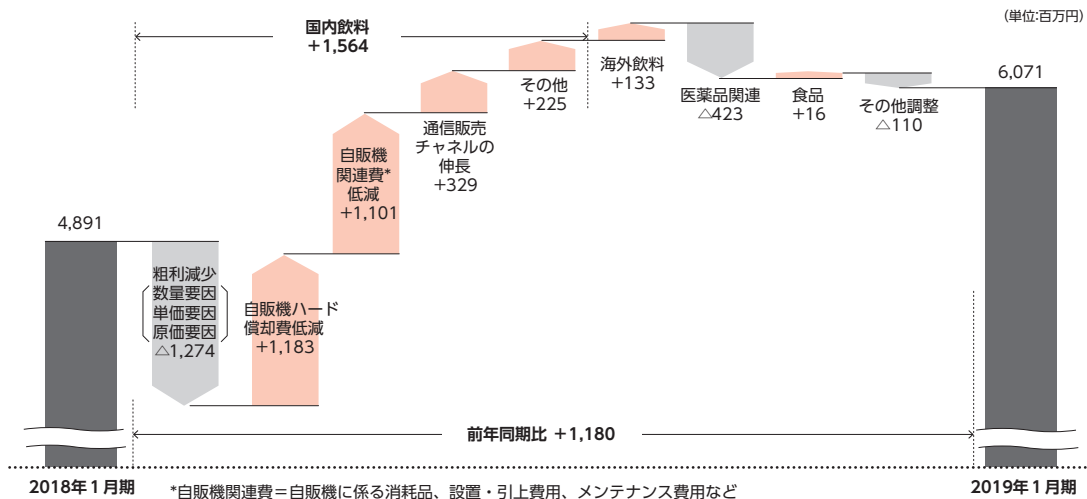 (単位:百万円)
国内飲料
+1,564
海外飲料
+133
医薬品関連
△423
食品
+16
その他調整
△110
6,071
その他
+225
通信販売
チャネルの
伸長
+329
自販機
関連費*
低減
+1,101
4,891
粗利減少
数量要因
単価要因
原価要因
△1,274
自販機ハード
償却費低減
+1,183
前年同期比 +1,180
2018年1月期
*自販機関連費=自販機に係る消耗品、設置・引上費用、メンテナンス費用など
2019年1月期